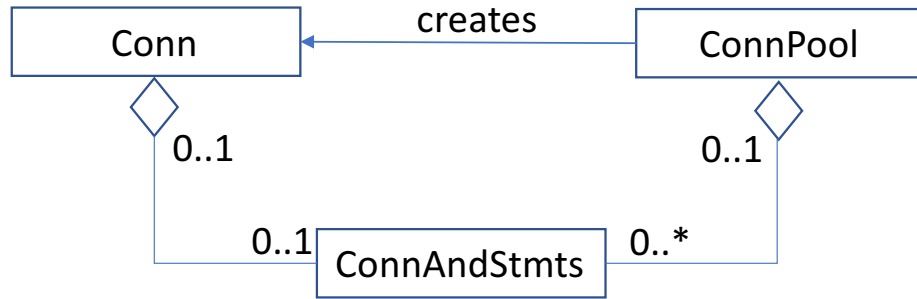 creates
Conn
ConnPool
0..1
0..1
0..1
0..*
ConnAndStmts